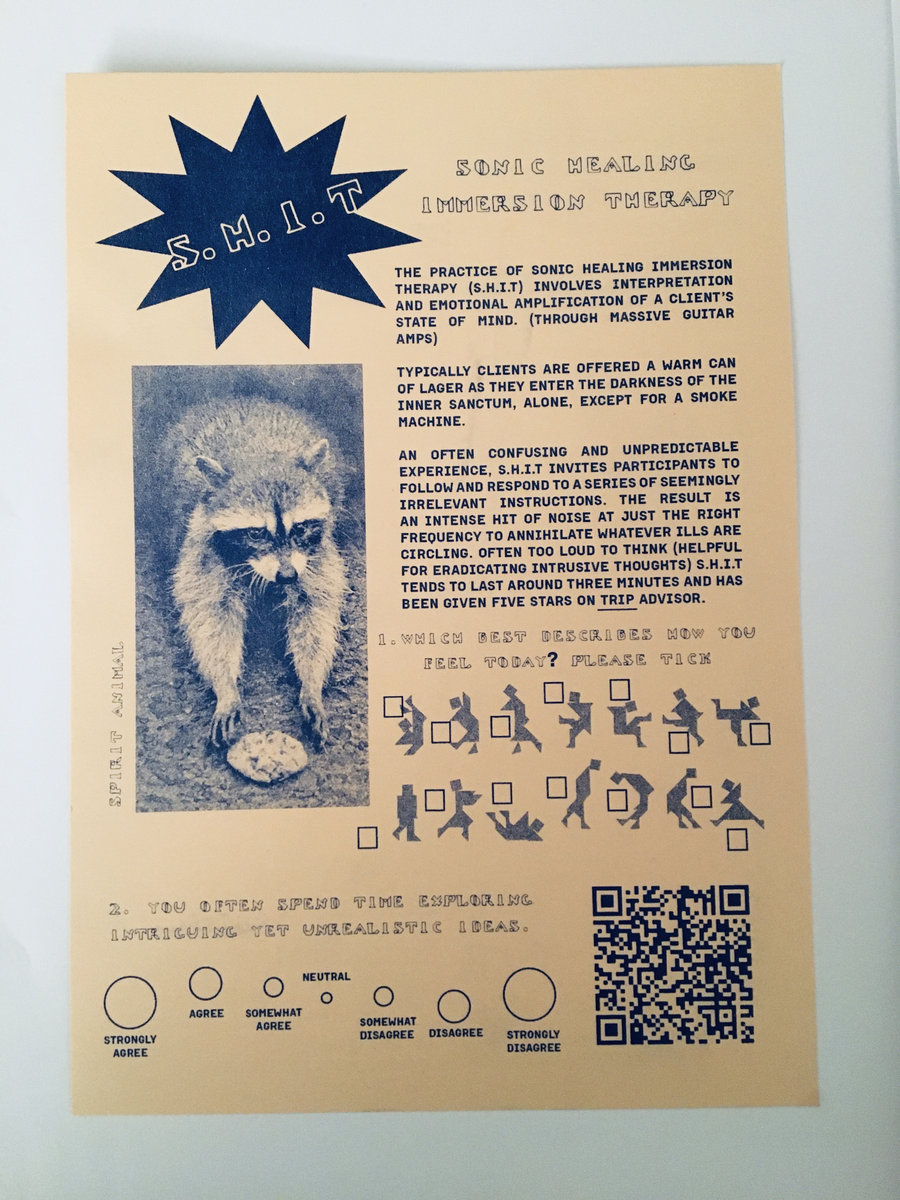 S.H.I.T
SONIC HEALING
IMMERSION THERAPY
THE PRACTICE OF SONIC HEALING IMMERSION
THERAPY (S.H.I.T) INVOLVES INTERPRETATION
AND EMOTIONAL AMPLIFICATION OF A CLIENT'S
STATE OF MIND. (THROUGH MASSIVE GUITAR
AMPS)
TYPICALLY CLIENTS ARE OFFERED A WARM CAN
OF LAGER AS THEY ENTER THE DARKNESS OF THE
INNER SANCTUM, ALONE, EXCEPT FOR A SMOKE
MACHINE.
AN OFTEN CONFUSING AND UNPREDICTABLE
EXPERIENCE, S.H.I.T INVITES PARTICIPANTS TO
FOLLOW AND RESPOND TO A SERIES OF SEEMINGLY
IRRELEVANT INSTRUCTIONS. THE RESULT IS
AN INTENSE HIT OF NOISE AT JUST THE RIGHT
FREQUENCY TO ANNIHILATE WHATEVER ILLS ARE
CIRCLING. OFTEN TOO LOUD TO THINK (HELPFUL
FOR ERADICATING INTRUSIVE THOUGHTS) S.H.I.T
TENDS TO LAST AROUND THREE MINUTES AND HAS
BEEN GIVEN FIVE STARS ON TRIP ADVISOR.
SPIRIT ANIMAL
1. WHICH BEST DESCRIBES HOW YOU
FEEL TODAY? PLEASE TICK
2. YOU OFTEN SPEND TIME EXPLORING
INTRIGUING YET UNREALISTIC IDEAS.
STRONGLY
AGREE
AGREE
SOMEWHAT
AGREE
NEUTRAL
SOMEWHAT
DISAGREE
DISAGREE
STRONGLY
DISAGREE